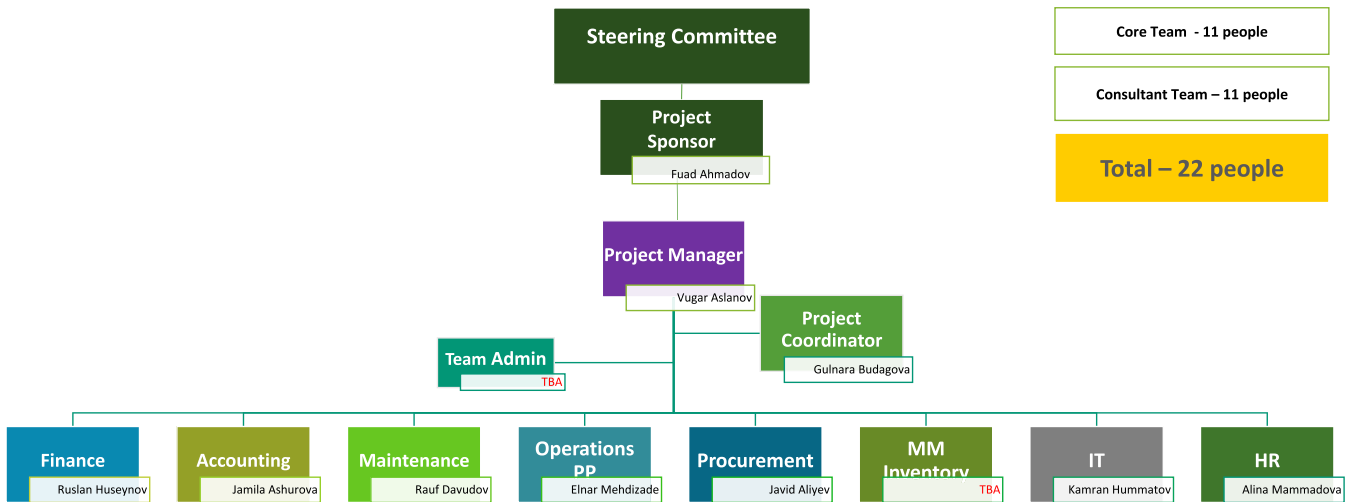 Steering Committee
Core Team - 11 people
Consultant Team – 11 people
Total – 22 people
Project
Sponsor
Fuad Ahmadov
Project Manager
Vugar Aslanov
Project
Coordinator
Gulnara Budagova
Team Admin
TBA
Finance
Ruslan Huseynov
Accounting
Jamila Ashurova
Maintenance
Rauf Davudov
Operations
PP
Elnar Mehdizade
Procurement
Javid Aliyev
MM
Inventory
TBA
IT
Kamran Hummatov
HR
Alina Mammadova